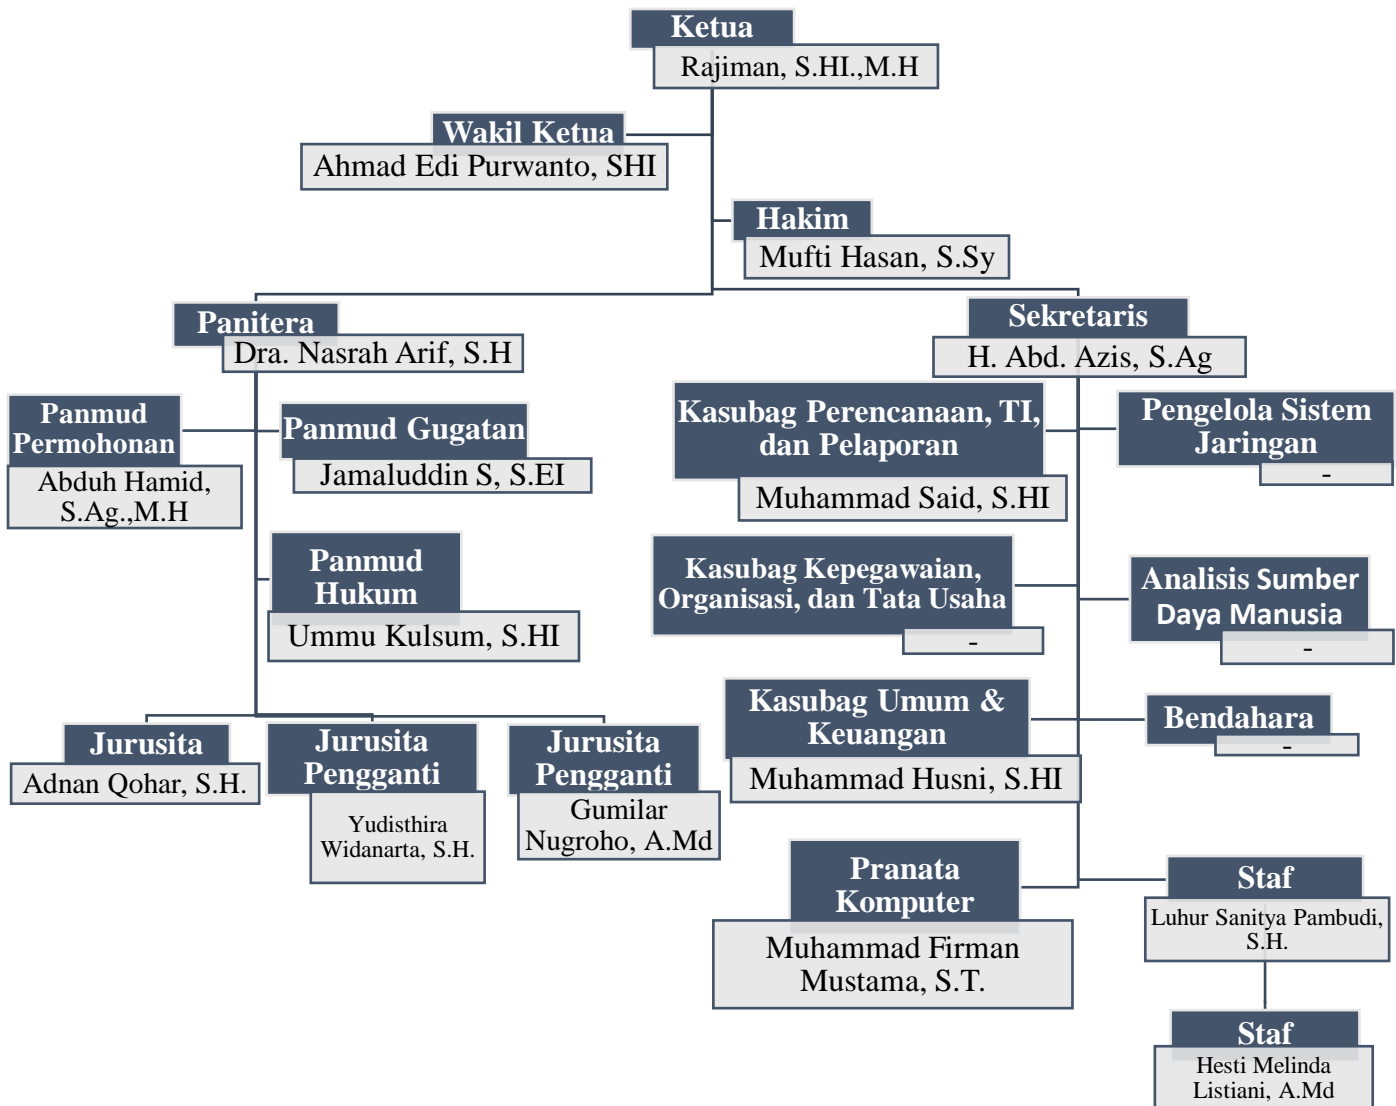 Ketua
Rajiman, S.HI.,M.H
Wakil Ketua
Ahmad Edi Purwanto, SHI
Hakim
Mufti Hasan, S.Sy
Panitera
Dra. Nasrah Arif, S.H
Sekretaris
H. Abd. Azis, S.Ag
Panmud
Permohonan
Abduh Hamid,
S.Ag.,M.H
Panmud Gugatan
Jamaluddin S, S.EI
Panmud
Hukum
Ummu Kulsum, S.HI
Jurusita
Adnan Qohar, S.H.
Jurusita
Pengganti
Yudisthira
Widanarta, S.H.
Jurusita
Pengganti
Gumilar
Nugroho, A.Md
Kasubag Perencanaan, TI,
dan Pelaporan
Muhammad Said, S.HI
Pengelola Sistem
Jaringan
-
Kasubag Kepegawaian,
Organisasi, dan Tata Usaha
-
Analisis Sumber
Daya Manusia
-
Kasubag Umum &
Keuangan
Muhammad Husni, S.HI
Bendahara
-
Pranata
Komputer
Muhammad Firman
Mustama, S.T.
Staf
Luhur Sanitya Pambudi,
S.H.
Staf
Hesti Melinda
Listiani, A.Md